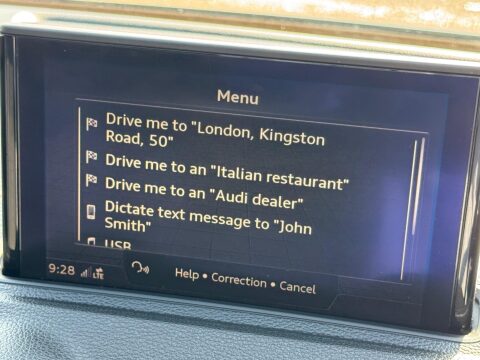 Menu
Drive me to "London, Kingston
Road, 50"
Drive me to an "Italian restaurant"
Drive me to an "Audi dealer"
Dictate text message to "John
Smith"
USB
9:28 LTE
Help • Correction • Cancel